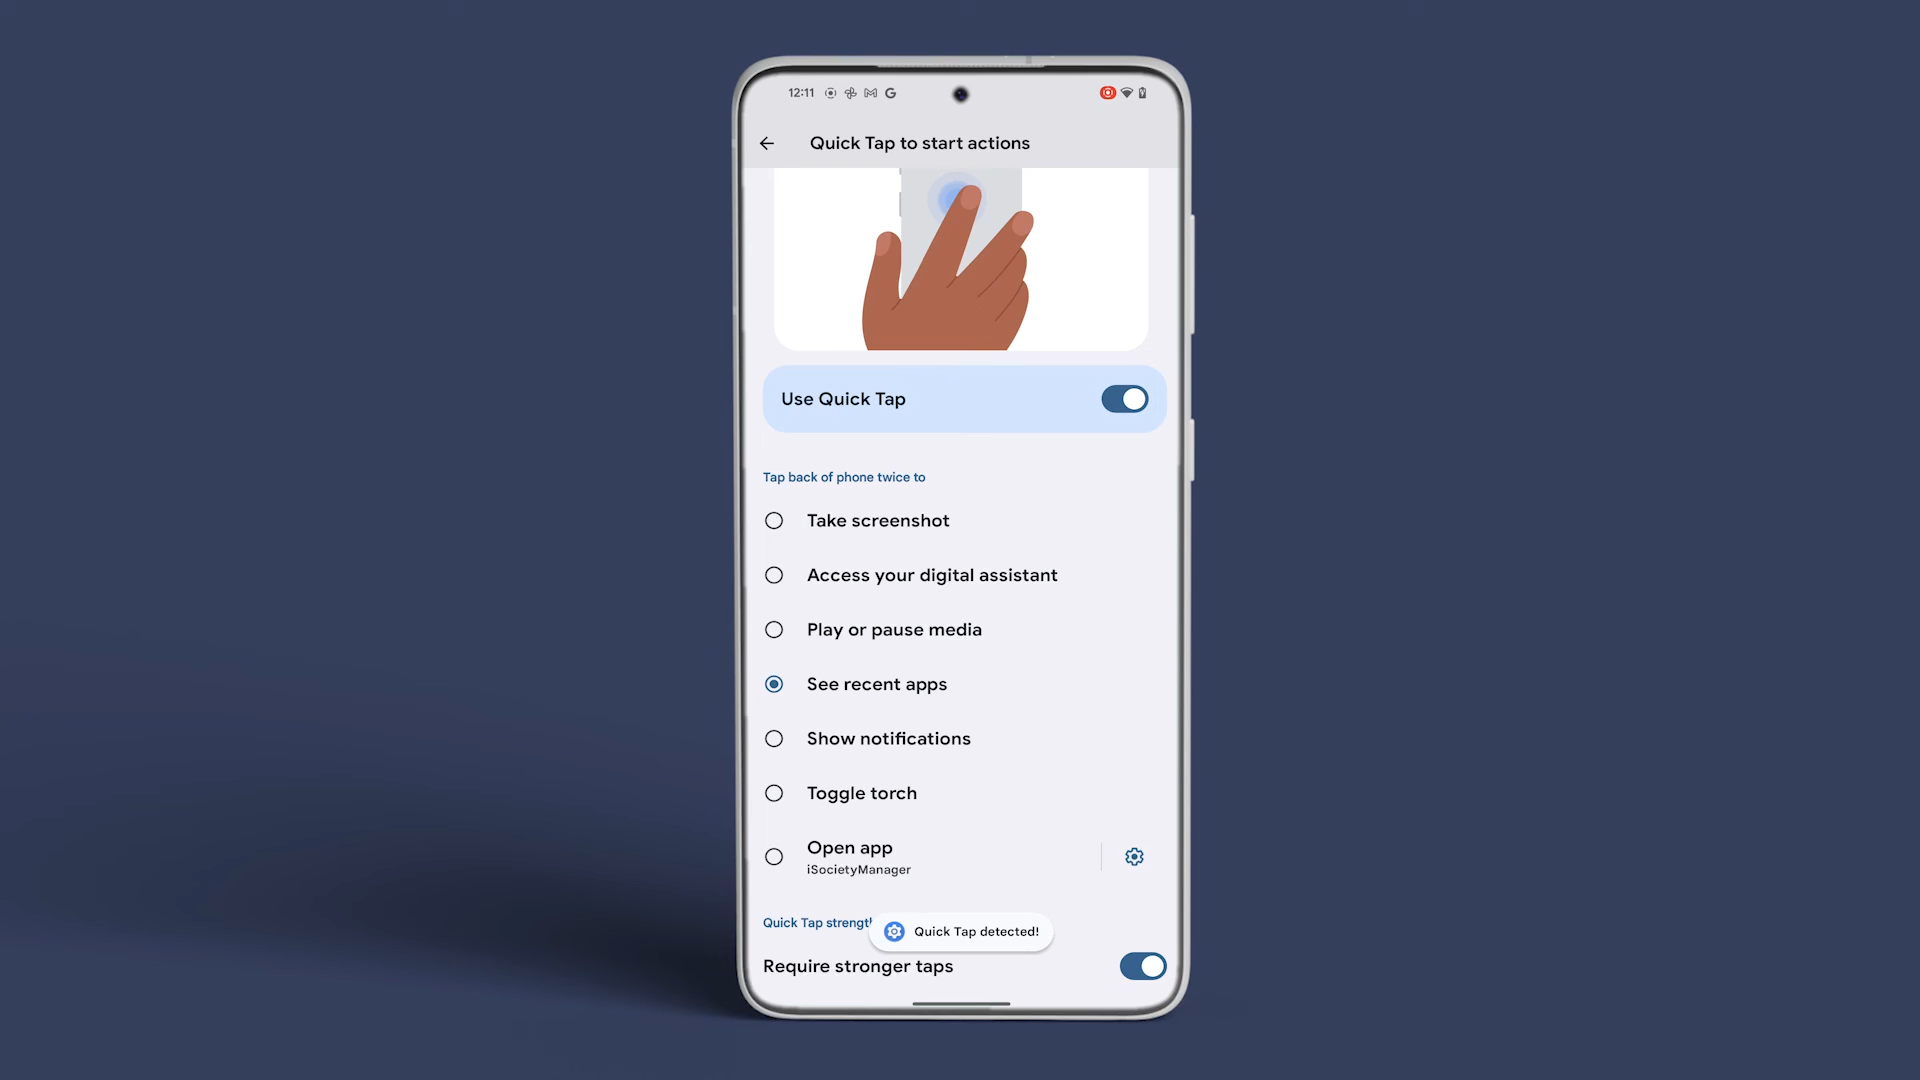 12:11
Quick Tap to start actions
Use Quick Tap
Tap back of phone twice to
Take screenshot
Access your digital assistant
Play or pause media
See recent apps
Show notifications
Toggle torch
Open app
iSocietyManager
Quick Tap
Quick Tap detected!
Require stronger taps